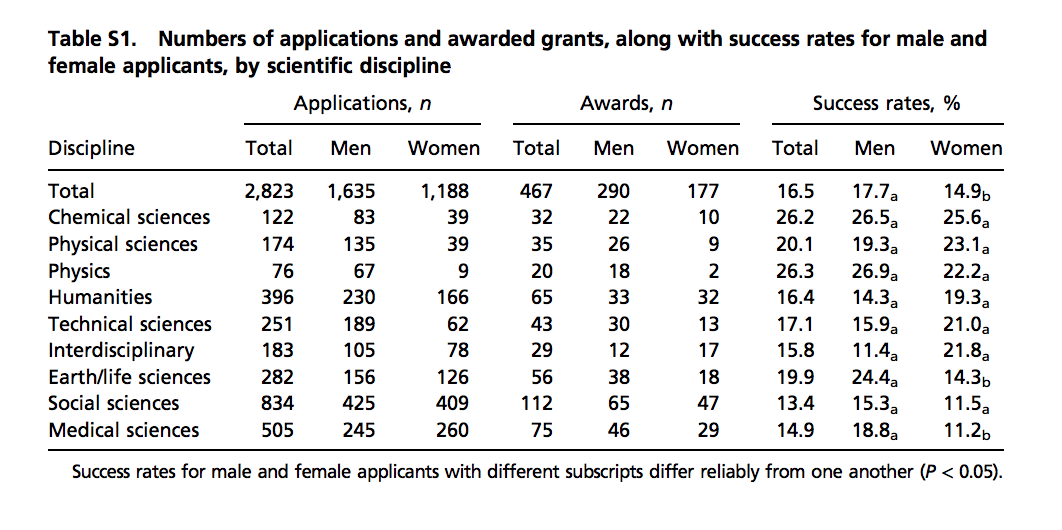 Table S1. Numbers of applications and awarded grants, along with success rates for male and
female applicants, by scientific discipline
Applications, n Awards, n Success rates, %
Discipline Total Men Women Total Men Women Total Men Women
Total 2,823 1,635 1,188 467 290 177 16.5 17.7a 14.9b
Chemical sciences 122 83 39 32 22 10 26.2 26.5a 25.6a
Physical sciences 174 135 39 35 26 9 20.1 19.3a 23.1a
Physics 76 67 9 20 18 2 26.3 26.9a 22.2a
Humanities 396 230 166 65 33 32 16.4 14.3a 19.3a
Technical sciences 251 189 62 43 30 13 17.1 15.9a 21.0a
Interdisciplinary 183 105 78 29 12 17 15.8 11.4a 21.8a
Earth/life sciences 282 156 126 56 38 18 19.9 24.4a 14.3b
Social sciences 834 425 409 112 65 47 13.4 15.3a 11.5a
Medical sciences 505 245 260 75 46 29 14.9 18.8a 11.2b
Success rates for male and female applicants with different subscripts differ reliably from one another (P < 0.05).